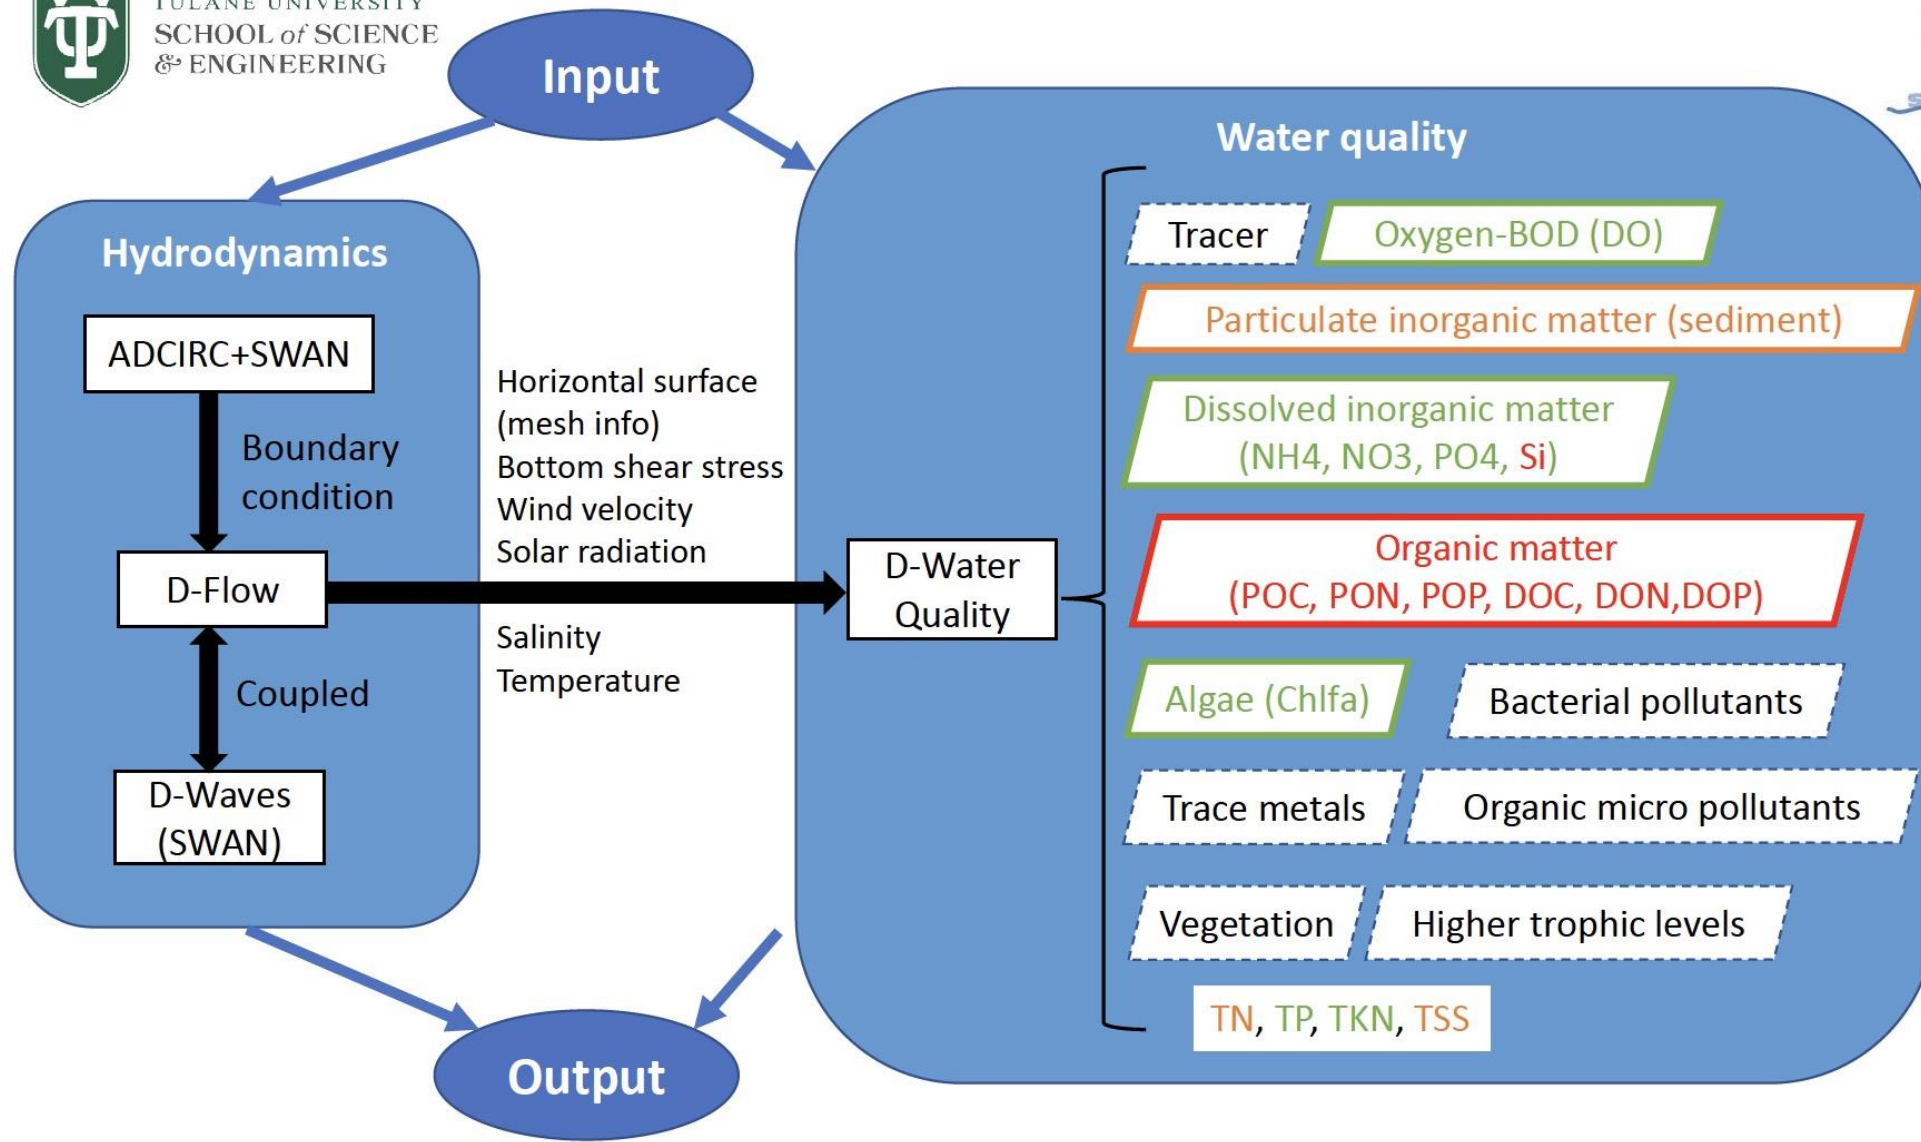 TULANE UNIVERSITY
SCHOOL of SCIENCE
& ENGINEERING
Input
Hydrodynamics
ADCIRC+SWAN
Boundary
condition
D-Flow
Coupled
D-Waves
(SWAN)
Horizontal surface
(mesh info)
Bottom shear stress
Wind velocity
Solar radiation
Salinity
Temperature
Water quality
D-Water
Quality
Tracer
Oxygen-BOD (DO)
Particulate inorganic matter (sediment)
Dissolved inorganic matter
(NH4, NO3, PO4, Si)
Organic matter
(POC, PON, POP, DOC, DON,DOP)
Algae (Chlfa)
Bacterial pollutants
Trace metals
Organic micro pollutants
Vegetation
Higher trophic levels
TN, TP, TKN, TSS
Output